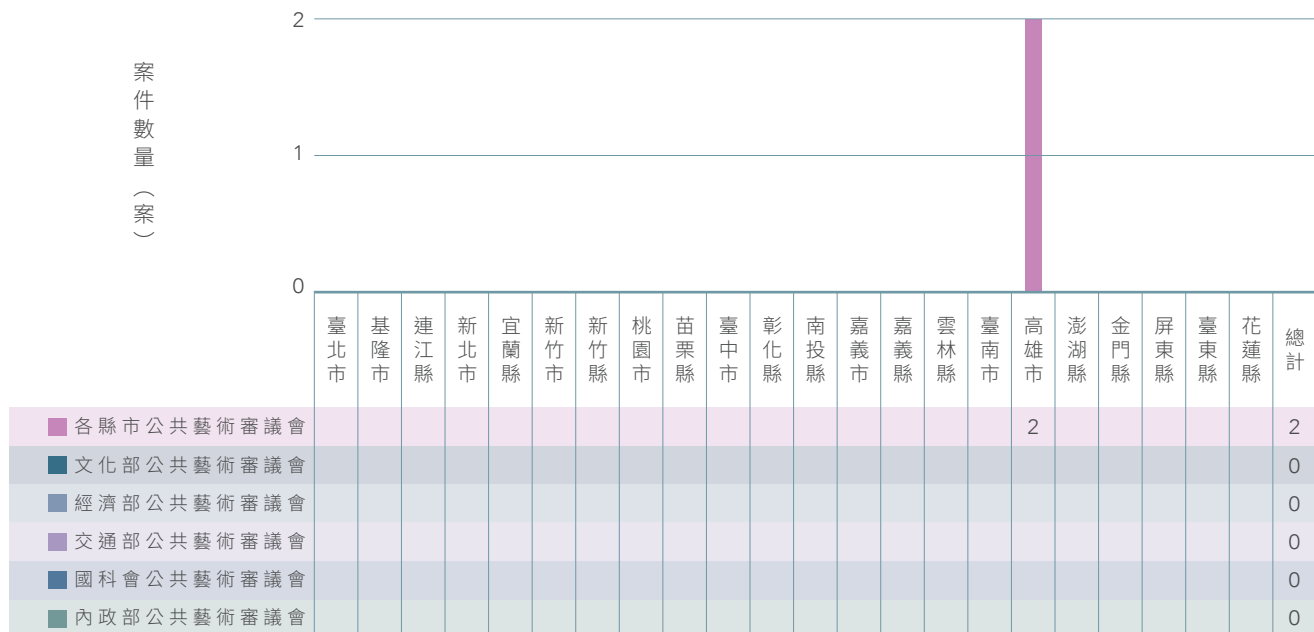 2
案件數量（案）
1
0
臺北市
基隆市
連江縣
新北市
宜蘭縣
新竹市
新竹縣
桃園市
苗栗縣
臺中市
彰化縣
南投縣
嘉義市
嘉義縣
雲林縣
臺南市
高雄市
澎湖縣
金門縣
屏東縣
臺東縣
花蓮縣
總計
各縣市公共藝術審議會 2 2
文化部公共藝術審議會 0
經濟部公共藝術審議會 0
交通部公共藝術審議會 0
國科會公共藝術審議會 0
內政部公共藝術審議會 0